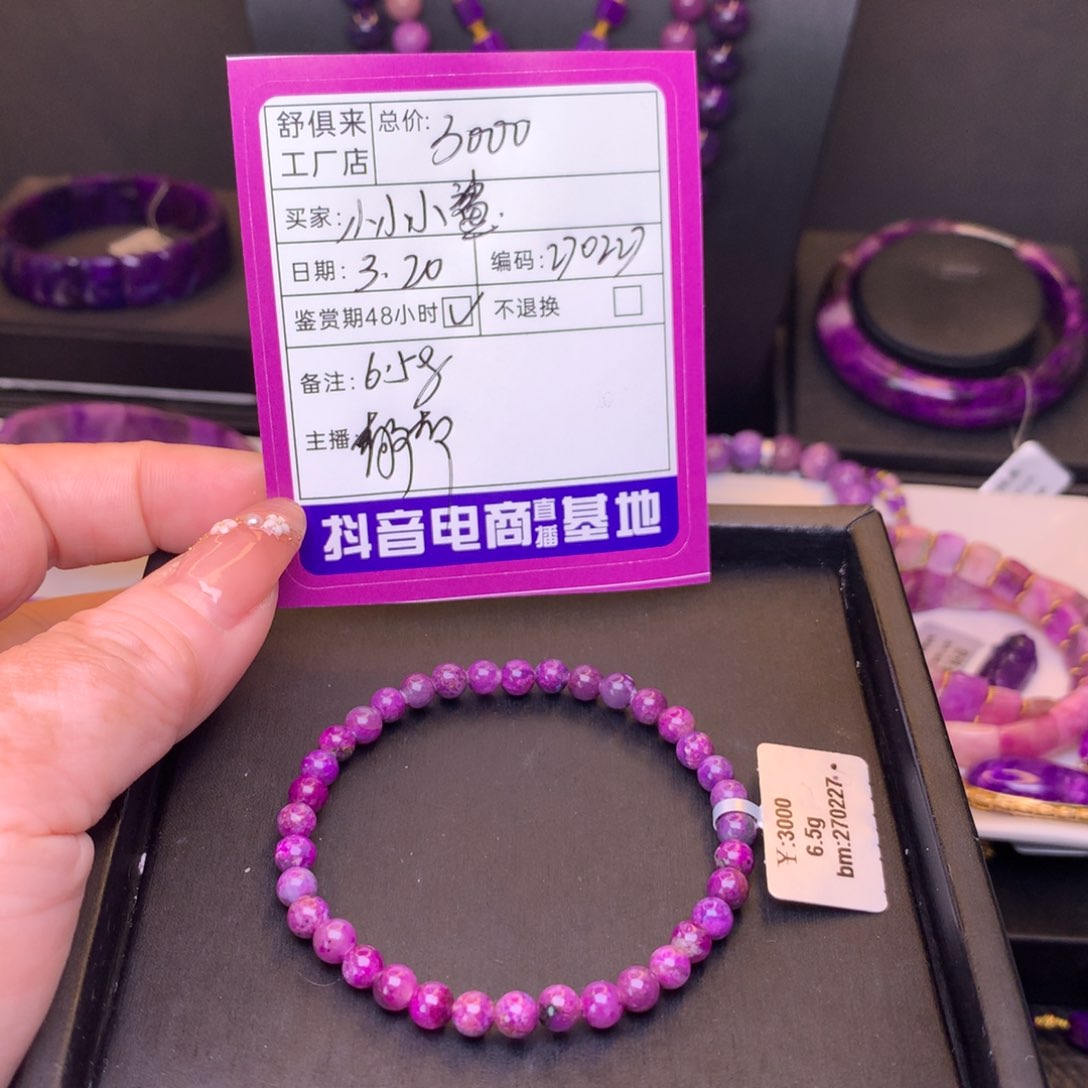 舒俱来
工厂店
总价: 3000
买家: 小小小鲨.
日期: 3.20
编码: 270227
鉴赏期48小时
不退换
备注: 6.5g
主播
抖音电商直播基地
¥:3000
6.5g
bm:270227